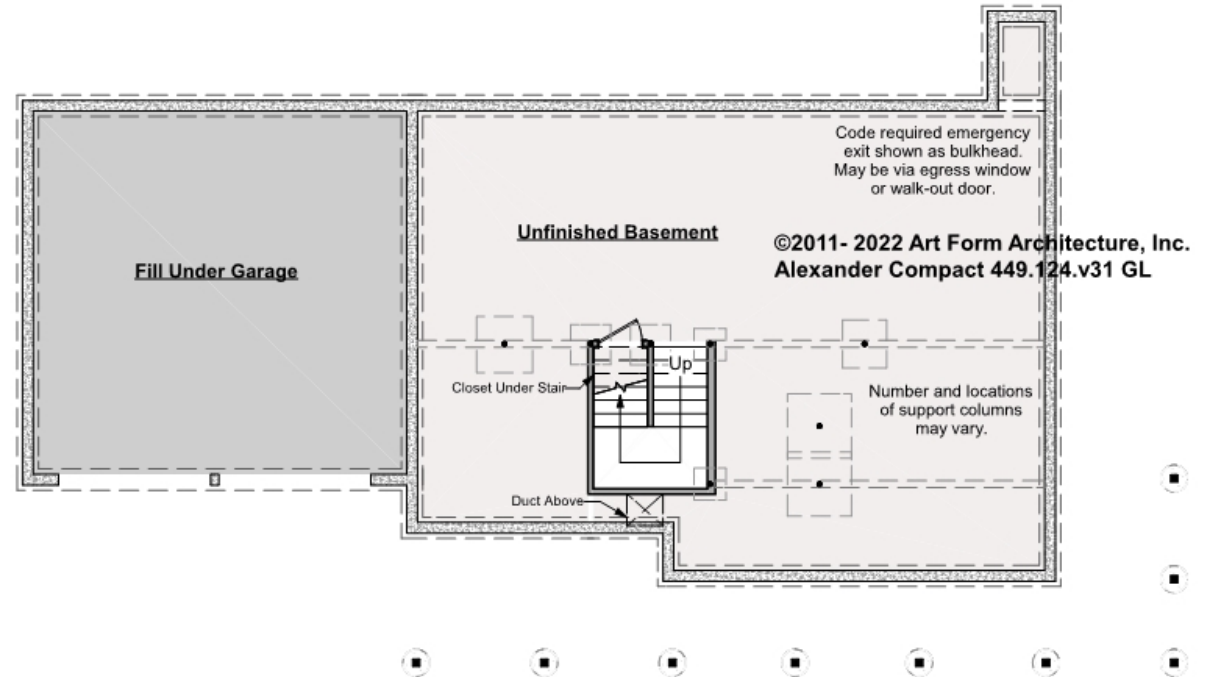 Code required emergency
exit shown as bulkhead.
May be via egress window
or walk-out door.
Unfinished Basement
©2011- 2022 Art Form Architecture, Inc.
Alexander Compact 449.124.v31 GL
Fill Under Garage
Up
Closet Under Stair
Number and locations
of support columns
may vary.
Duct Above